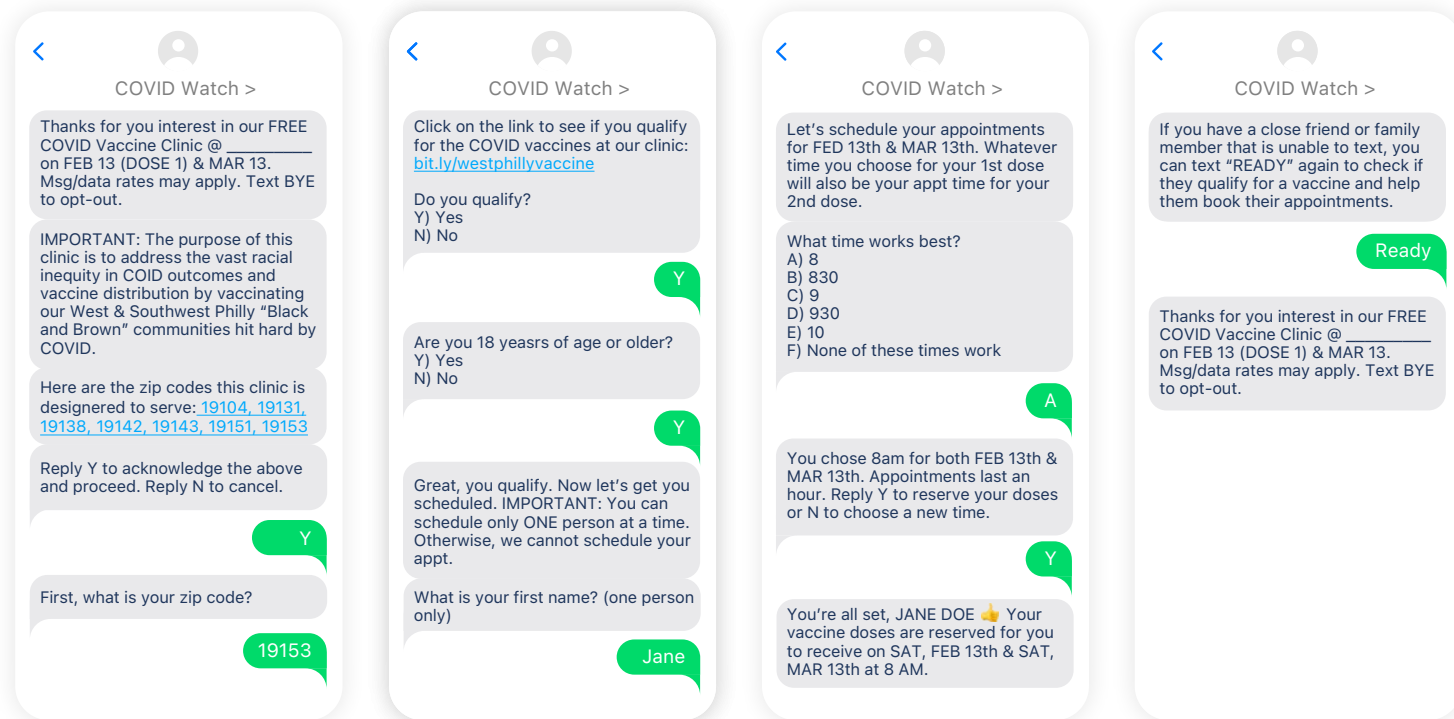 COVID Watch >
Thanks for you interest in our FREE
COVID Vaccine Clinic @ __________
on FEB 13 (DOSE 1) & MAR 13.
Msg/data rates may apply. Text BYE
to opt-out.
IMPORTANT: The purpose of this
clinic is to address the vast racial
inequity in COID outcomes and
vaccine distribution by vaccinating
our West & Southwest Philly “Black
and Brown” communities hit hard by
COVID.
Here are the zip codes this clinic is
designered to serve: 19104, 19131,
19138, 19142, 19143, 19151, 19153
Reply Y to acknowledge the above
and proceed. Reply N to cancel.
Y
First, what is your zip code?
19153
COVID Watch >
Click on the link to see if you qualify
for the COVID vaccines at our clinic:
bit.ly/westphillyvaccine
Do you qualify?
Y) Yes
N) No
Y
Are you 18 yeasrs of age or older?
Y) Yes
N) No
Y
Great, you qualify. Now let’s get you
scheduled. IMPORTANT: You can
schedule only ONE person at a time.
Otherwise, we cannot schedule your
appt.
What is your first name? (one person
only)
Jane
COVID Watch >
Let’s schedule your appointments
for FED 13th & MAR 13th. Whatever
time you choose for your 1st dose
will also be your appt time for your
2nd dose.
What time works best?
A) 8
B) 830
C) 9
D) 930
E) 10
F) None of these times work
A
You chose 8am for both FEB 13th &
MAR 13th. Appointments last an
hour. Reply Y to reserve your doses
or N to choose a new time.
Y
You’re all set, JANE DOE 👍 Your
vaccine doses are reserved for you
to receive on SAT, FEB 13th & SAT,
MAR 13th at 8 AM.
COVID Watch >
If you have a close friend or family
member that is unable to text, you
can text “READY” again to check if
they qualify for a vaccine and help
them book their appointments.
Ready
Thanks for you interest in our FREE
COVID Vaccine Clinic @ __________
on FEB 13 (DOSE 1) & MAR 13.
Msg/data rates may apply. Text BYE
to opt-out.